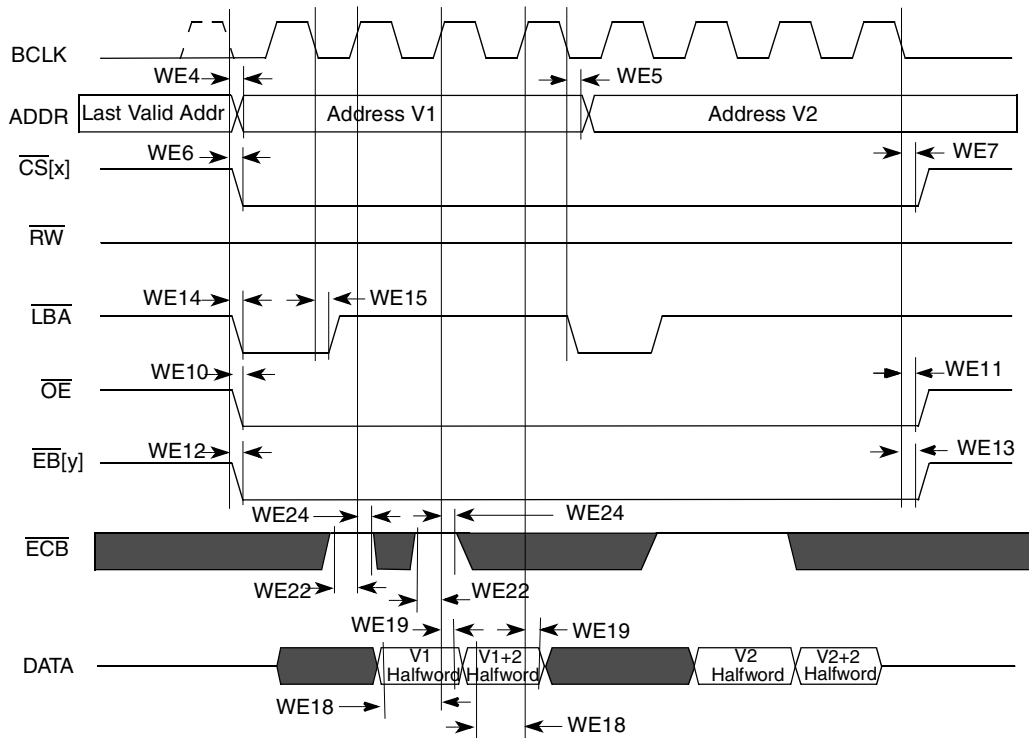 BCLK
WE4
WE5
ADDR
Last Valid Addr
Address V1
Address V2
WE6
WE7
CS[x]
RW
WE14
WE15
LBA
WE10
WE11
OE
WE12
WE13
EB[y]
WE24
WE24
ECB
WE22
WE22
WE19
WE19
DATA
V1
Halfword
V1+2
Halfword
V2
Halfword
V2+2
Halfword
WE18
WE18